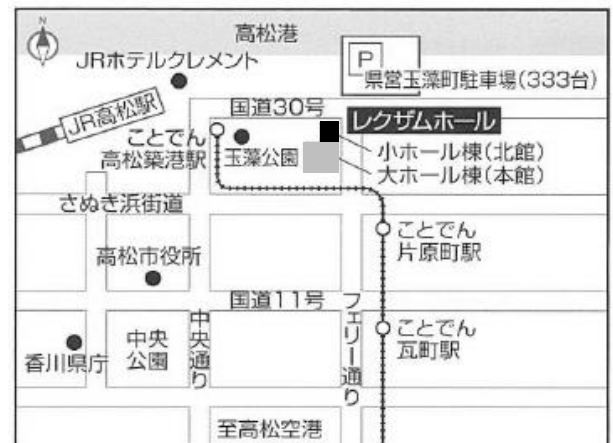 N
高松港
JRホテルクレメント
P
県営玉藻町駐車場(333台)
JR高松駅
国道30号
レクザムホール
ことでん
高松築港駅
玉藻公園
小ホール棟(北館)
大ホール棟(本館)
さぬき浜街道
ことでん
片原町駅
高松市役所
国道11号
フェリー通り
中央通り
ことでん
瓦町駅
香川県庁
中央
公園
至高松空港